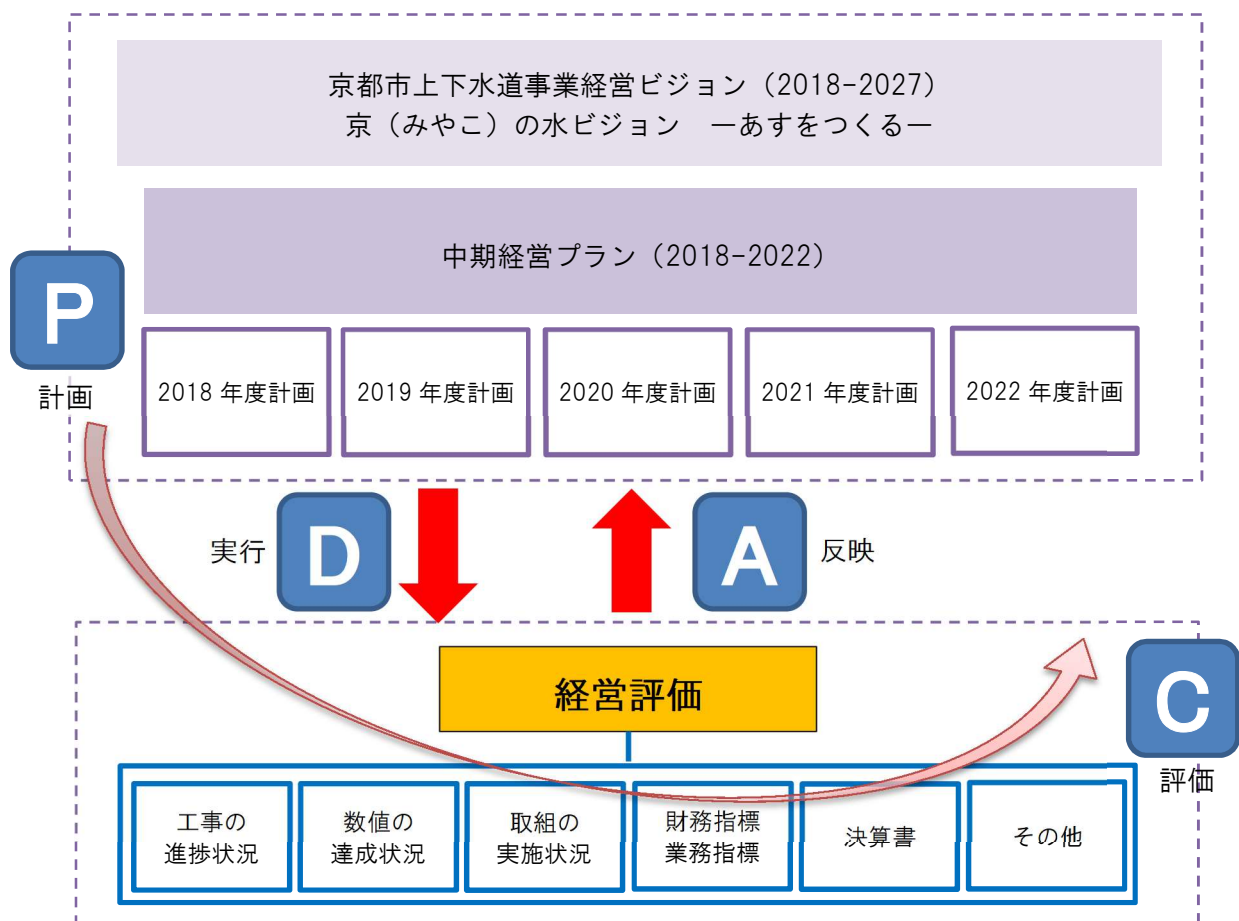 京都市上下水道事業経営ビジョン（2018-2027）
京（みやこ）の水ビジョン　―あすをつくる―
中期経営プラン（2018-2022）
P
計画
2018 年度計画
2019 年度計画
2020 年度計画
2021 年度計画
2022 年度計画
実行
D
A
反映
経営評価
C
評価
工事の
進捗状況
数値の
達成状況
取組の
実施状況
財務指標
業務指標
決算書
その他